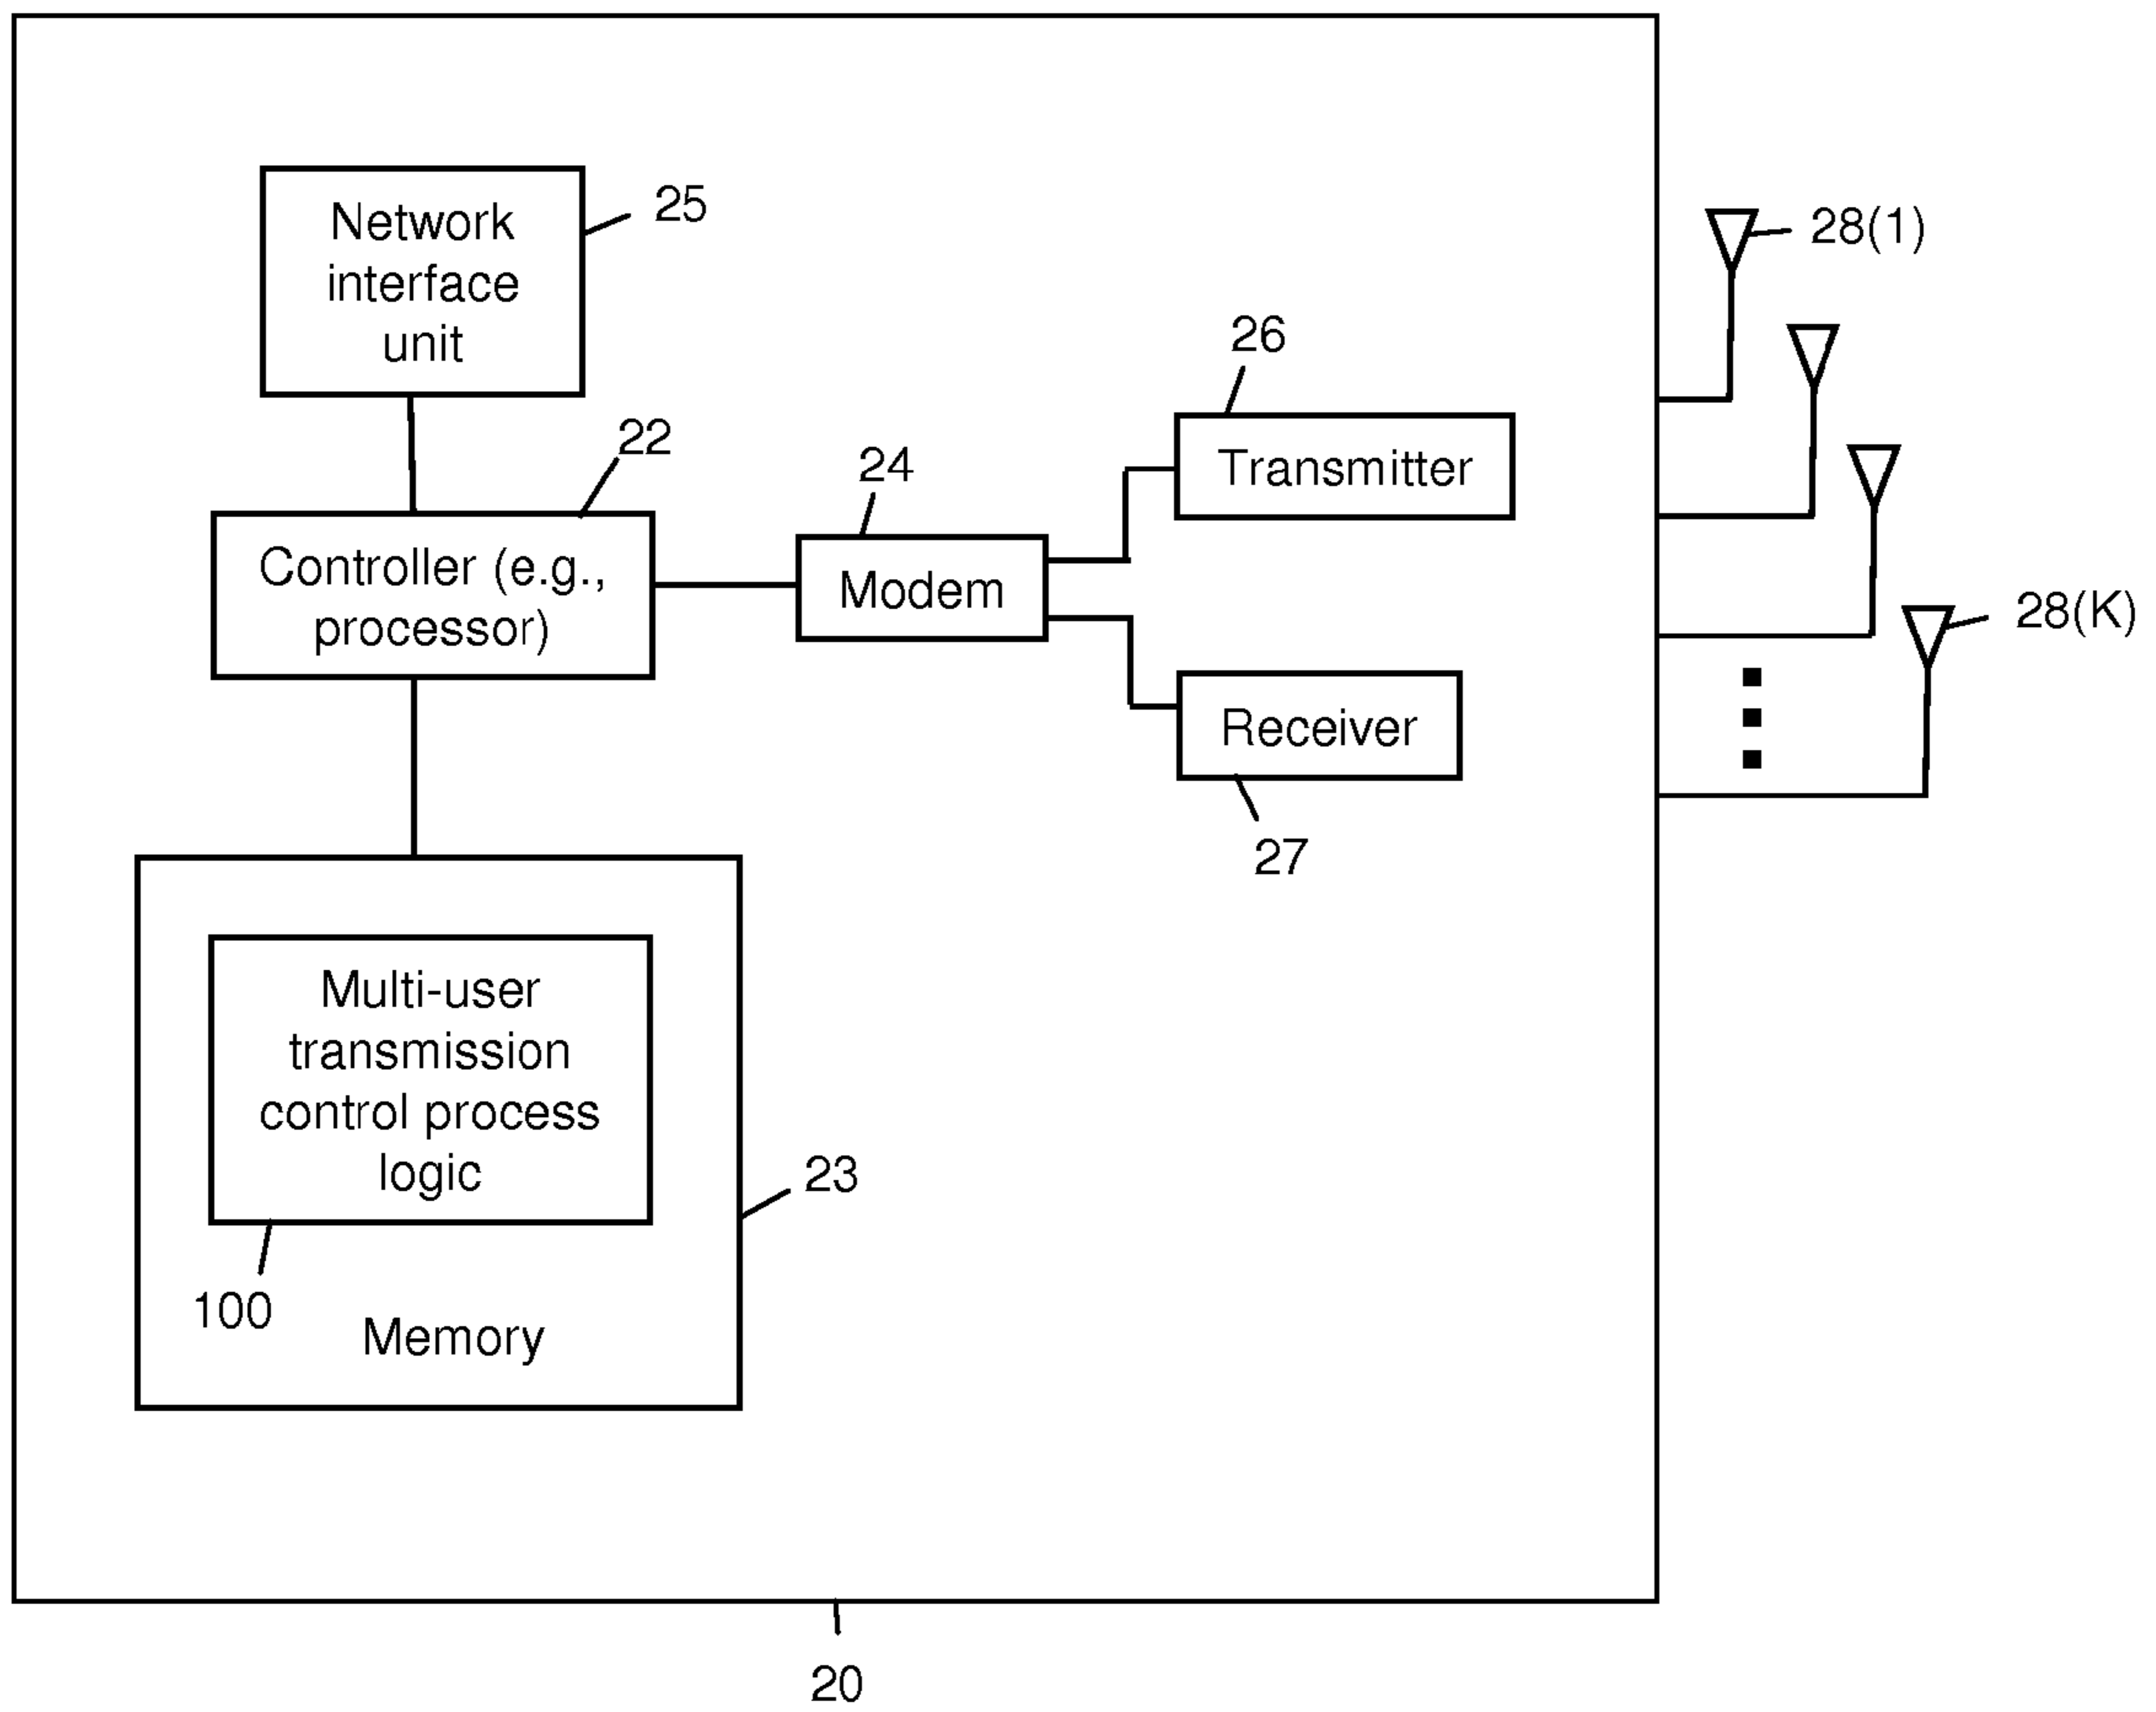 Network
interface
unit
25
28(1)
26
22
24
Transmitter
Controller (e.g.,
processor)
Modem
28(K)
Receiver
27
Multi-user
transmission
control process
logic
23
100
Memory
20